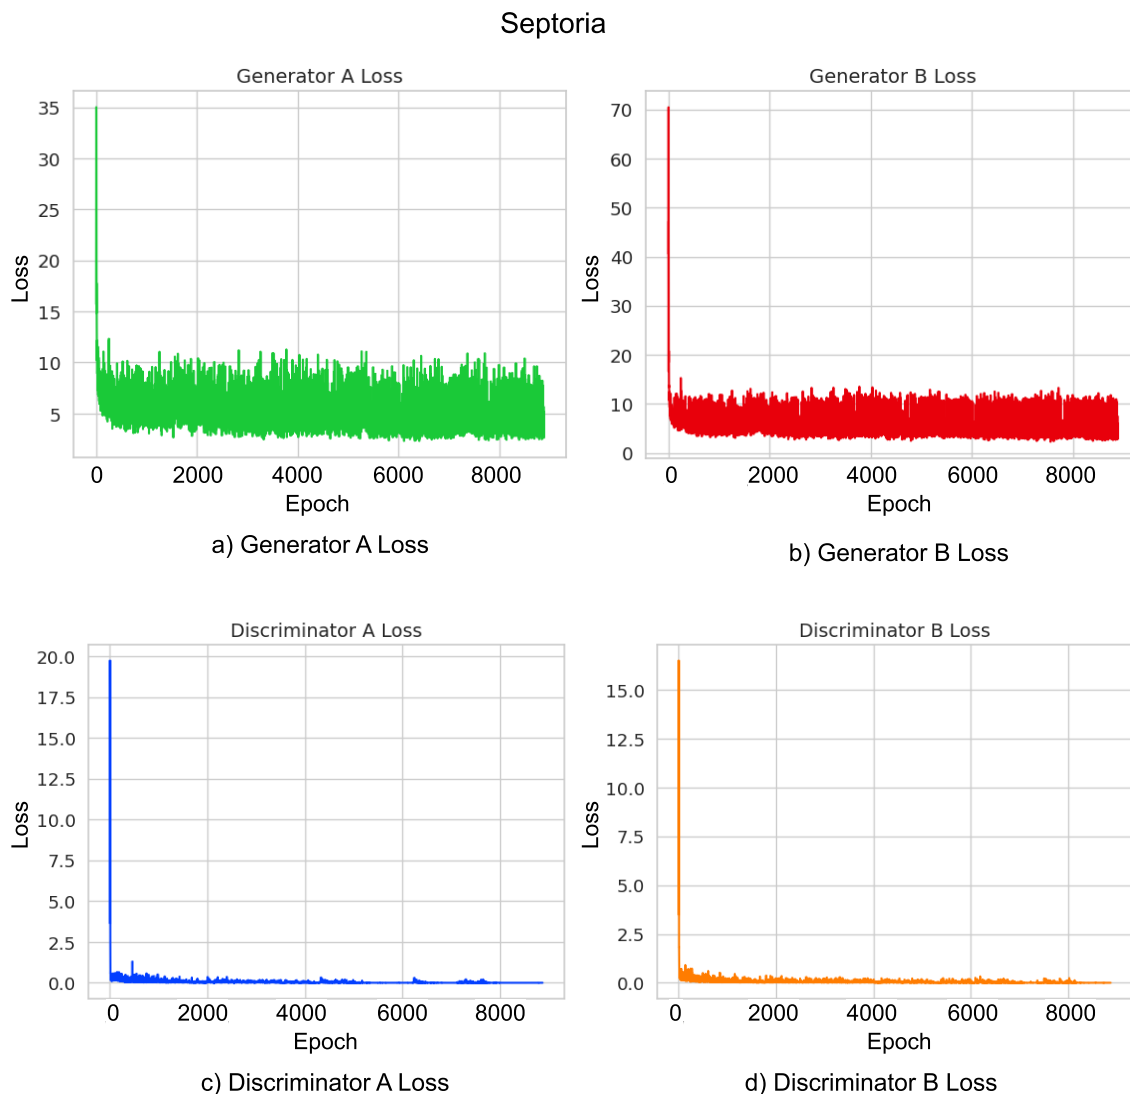 Septoria
Generator A Loss
35
30
25
20
15
10
5
Loss
0 2000 4000 6000 8000
Epoch
a) Generator A Loss
Generator B Loss
70
60
50
40
30
20
10
0
Loss
0 2000 4000 6000 8000
Epoch
b) Generator B Loss
Discriminator A Loss
20.0
17.5
15.0
12.5
10.0
7.5
5.0
2.5
0.0
Loss
0 2000 4000 6000 8000
Epoch
c) Discriminator A Loss
Discriminator B Loss
15.0
12.5
10.0
7.5
5.0
2.5
0.0
Loss
0 2000 4000 6000 8000
Epoch
d) Discriminator B Loss